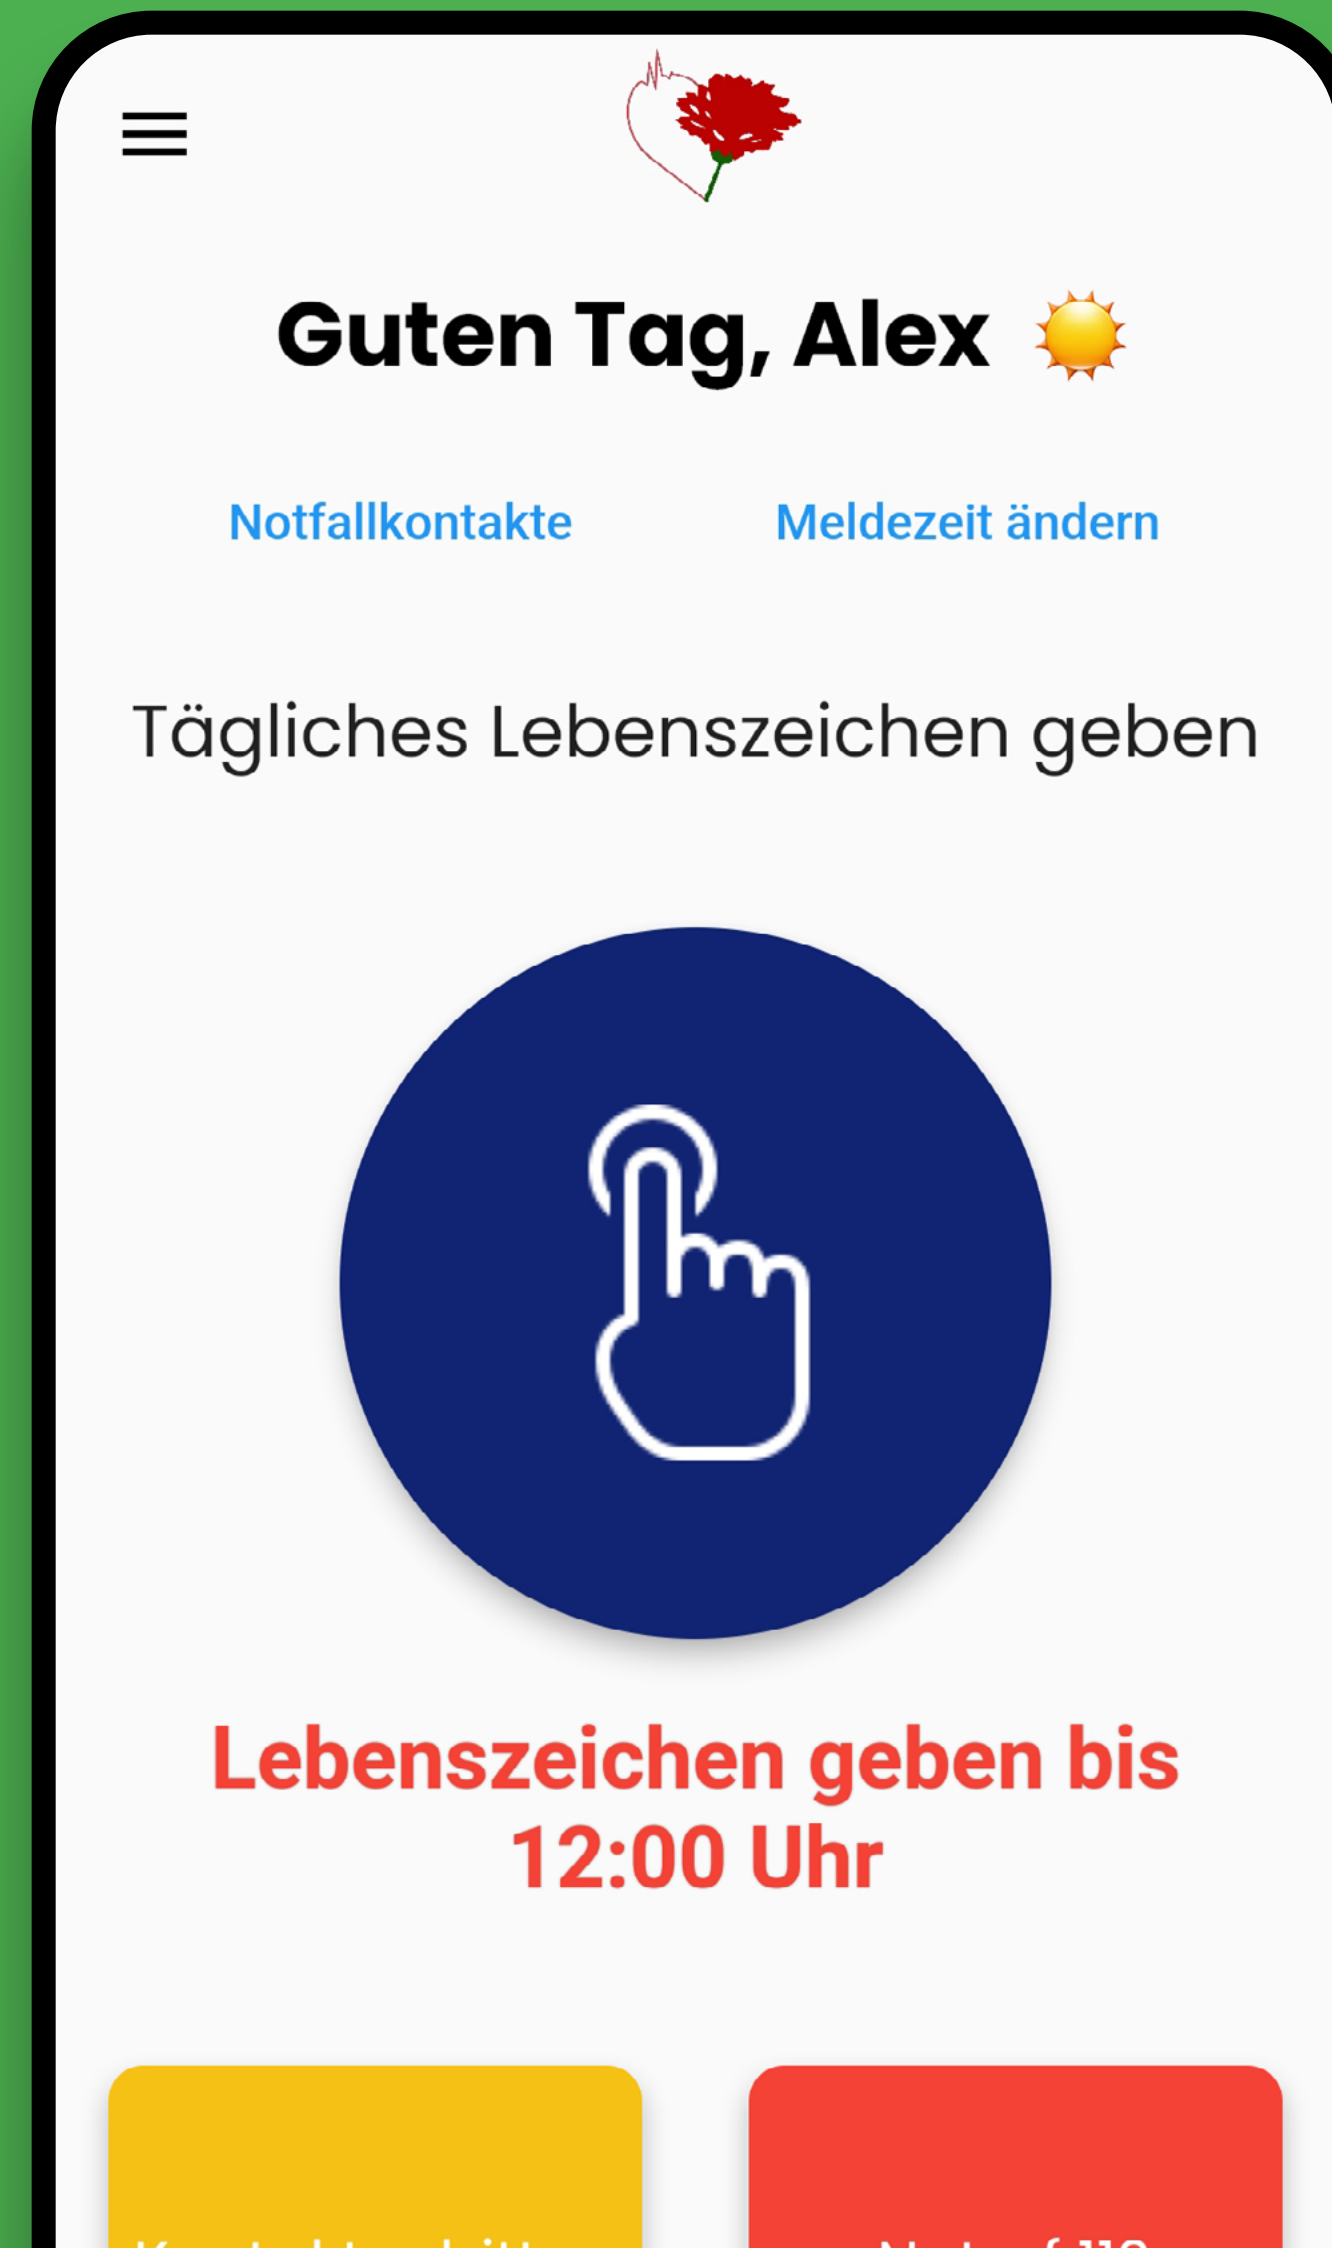 Guten Tag, Alex
Notfallkontakte Meldezeit ändern
Tägliches Lebenszeichen geben
Lebenszeichen geben bis
12:00 Uhr